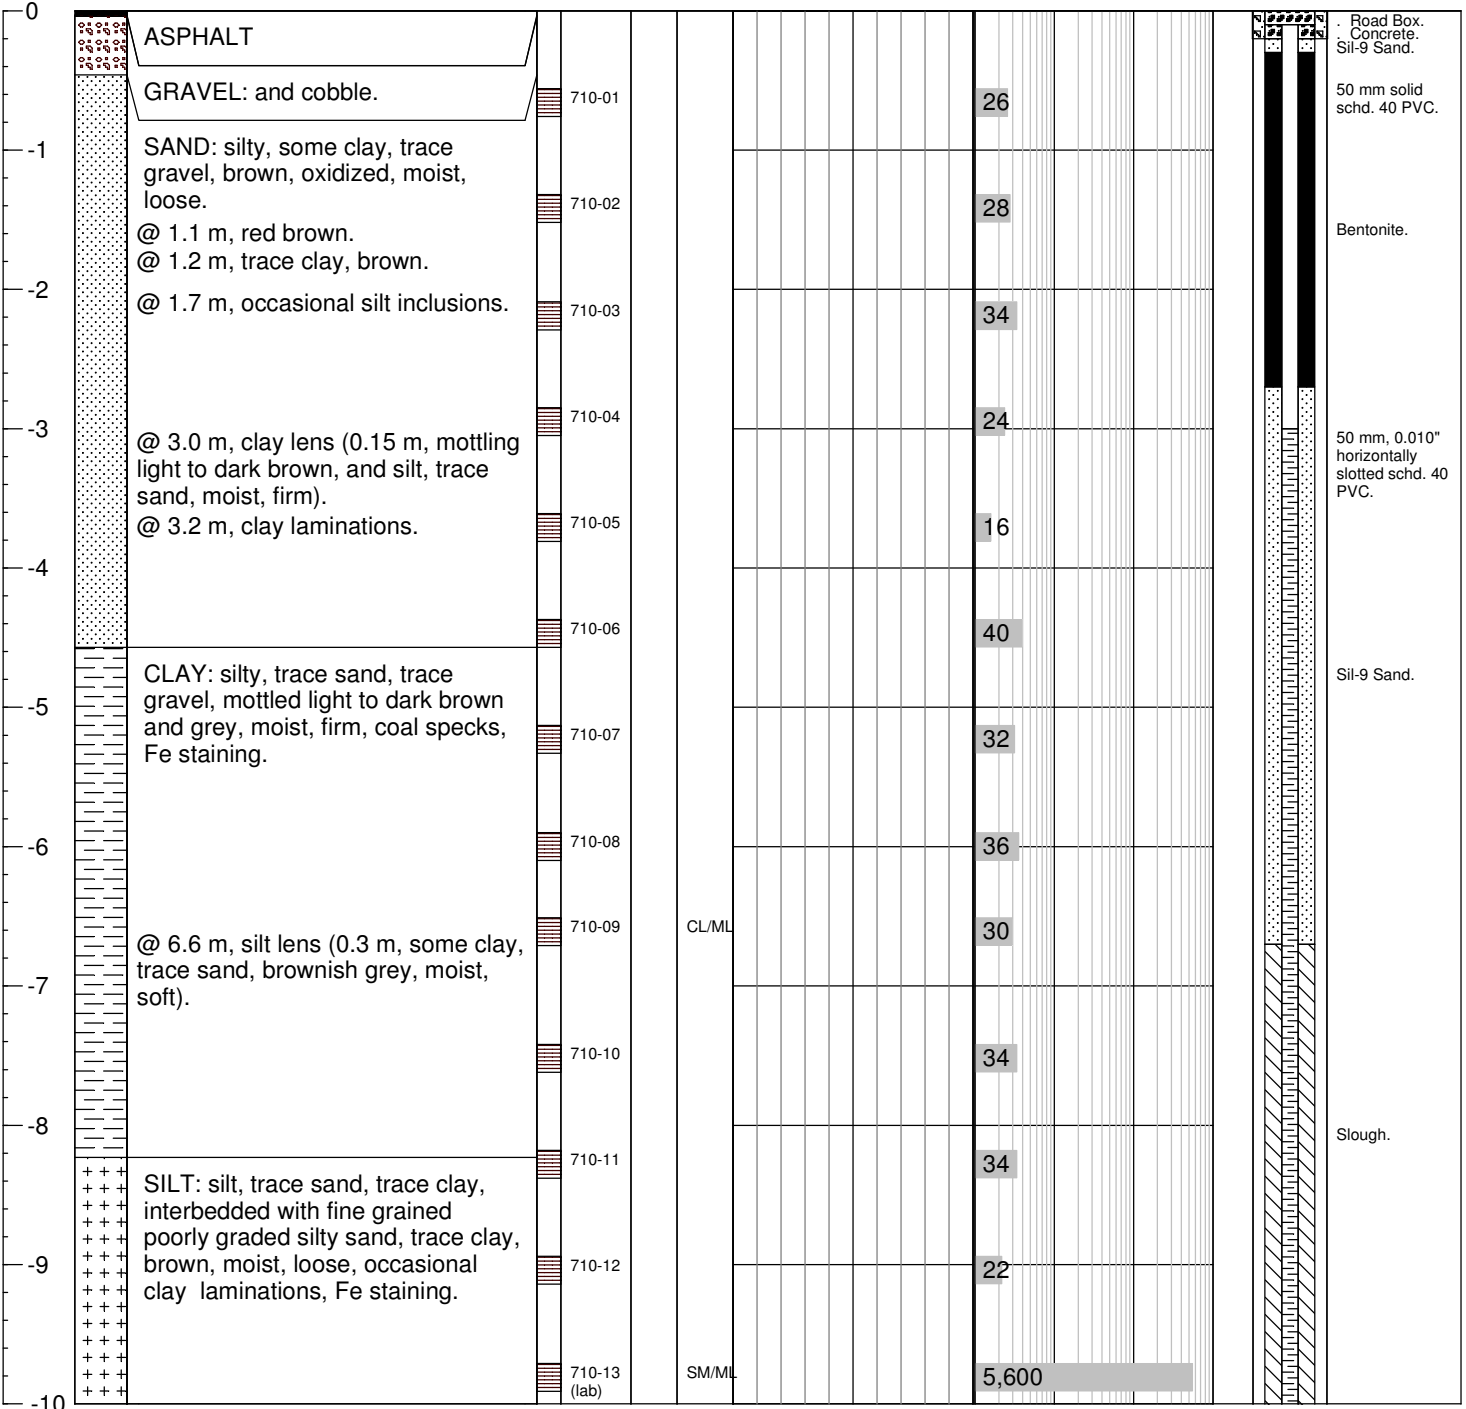 0
-1
-2
-3
-4
-5
-6
-7
-8
-9
-10
ASPHALT
GRAVEL: and cobble.
SAND: silty, some clay, trace
gravel, brown, oxidized, moist,
loose.
@ 1.1 m, red brown.
@ 1.2 m, trace clay, brown.
@ 1.7 m, occasional silt inclusions.
@ 3.0 m, clay lens (0.15 m, mottling
light to dark brown, and silt, trace
sand, moist, firm).
@ 3.2 m, clay laminations.
CLAY: silty, trace sand, trace
gravel, mottled light to dark brown
and grey, moist, firm, coal specks,
Fe staining.
@ 6.6 m, silt lens (0.3 m, some clay,
trace sand, brownish grey, moist,
soft).
SILT: silt, trace sand, trace clay,
interbedded with fine grained
poorly graded silty sand, trace clay,
brown, moist, loose, occasional
clay laminations, Fe staining.
710-01
710-02
710-03
710-04
710-05
710-06
710-07
710-08
710-09
710-10
710-11
710-12
710-13
(lab)
CL/ML
SM/ML
26
28
34
24
16
40
32
36
30
34
34
22
5,600
. Road Box.
. Concrete.
Sil-9 Sand.
50 mm solid
schd. 40 PVC.
Bentonite.
50 mm, 0.010"
horizontally
slotted schd. 40
PVC.
Sil-9 Sand.
Slough.